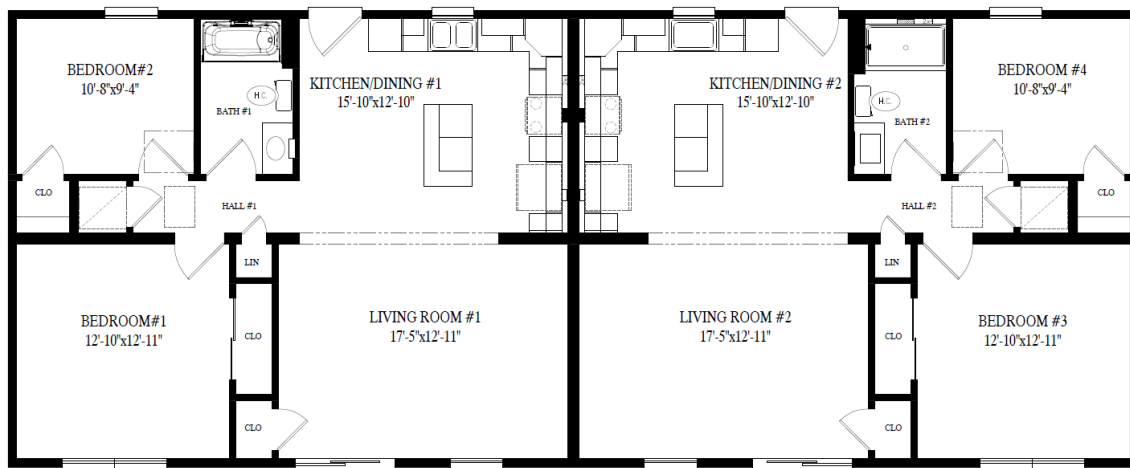 BEDROOM#2
10'-8"x9'-4"
BATH #1
H.C.
KITCHEN/DINING #1
15'-10"x12'-10"
KITCHEN/DINING #2
15'-10"x12'-10"
H.C.
BATH #2
BEDROOM #4
10'-8"x9'-4"
CLO
HALL #1
HALL #2
CLO
LIN
LIN
BEDROOM#1
12'-10"x12'-11"
CLO
LIVING ROOM #1
17'-5"x12'-11"
LIVING ROOM #2
17'-5"x12'-11"
CLO
BEDROOM #3
12'-10"x12'-11"
CLO
CLO